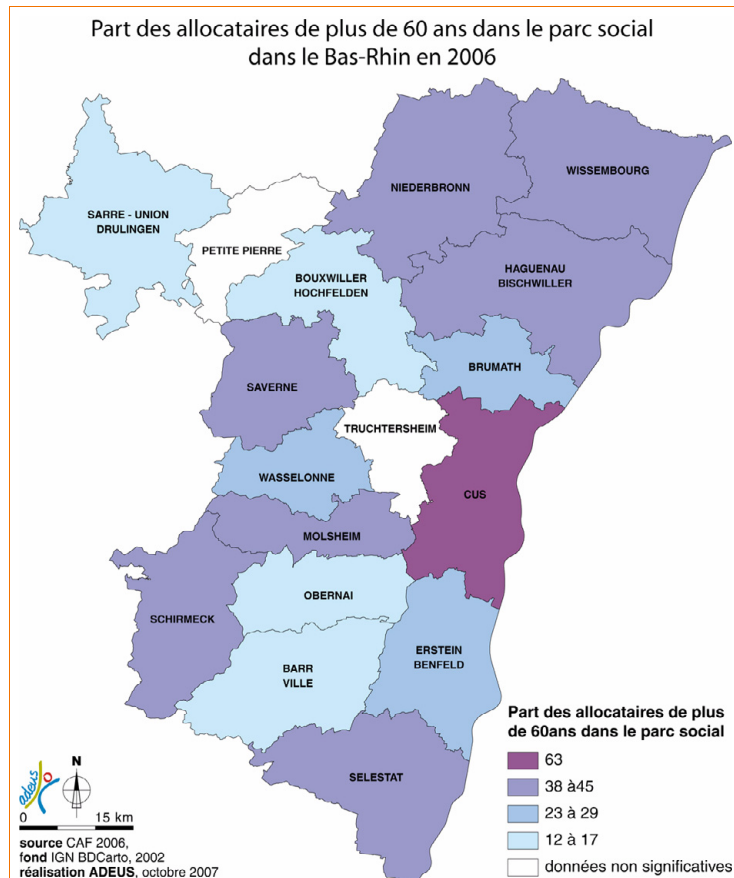 Part des allocataires de plus de 60 ans dans le parc social
dans le Bas-Rhin en 2006
WISSEMBOURG
NIEDERBRONN
SARRE - UNION
DRULINGEN
PETITE PIERRE
HAGUENAU
BISCHWILLER
BOUXWILLER
HOCHFELDEN
BRUMATH
SAVERNE
TRUCHTERSHEIM
WASSELONNE
CUS
MOLSHEIM
OBERNAI
SCHIRMECK
ERSTEIN
BENFELD
BARR
VILLE
SELESTAT
Part des allocataires de plus
de 60ans dans le parc social
63
38 à45
23 à 29
12 à 17
données non significatives
adeus
N
0 15 km
source CAF 2006,
fond IGN BDCarto, 2002
réalisation ADEUS, octobre 2007